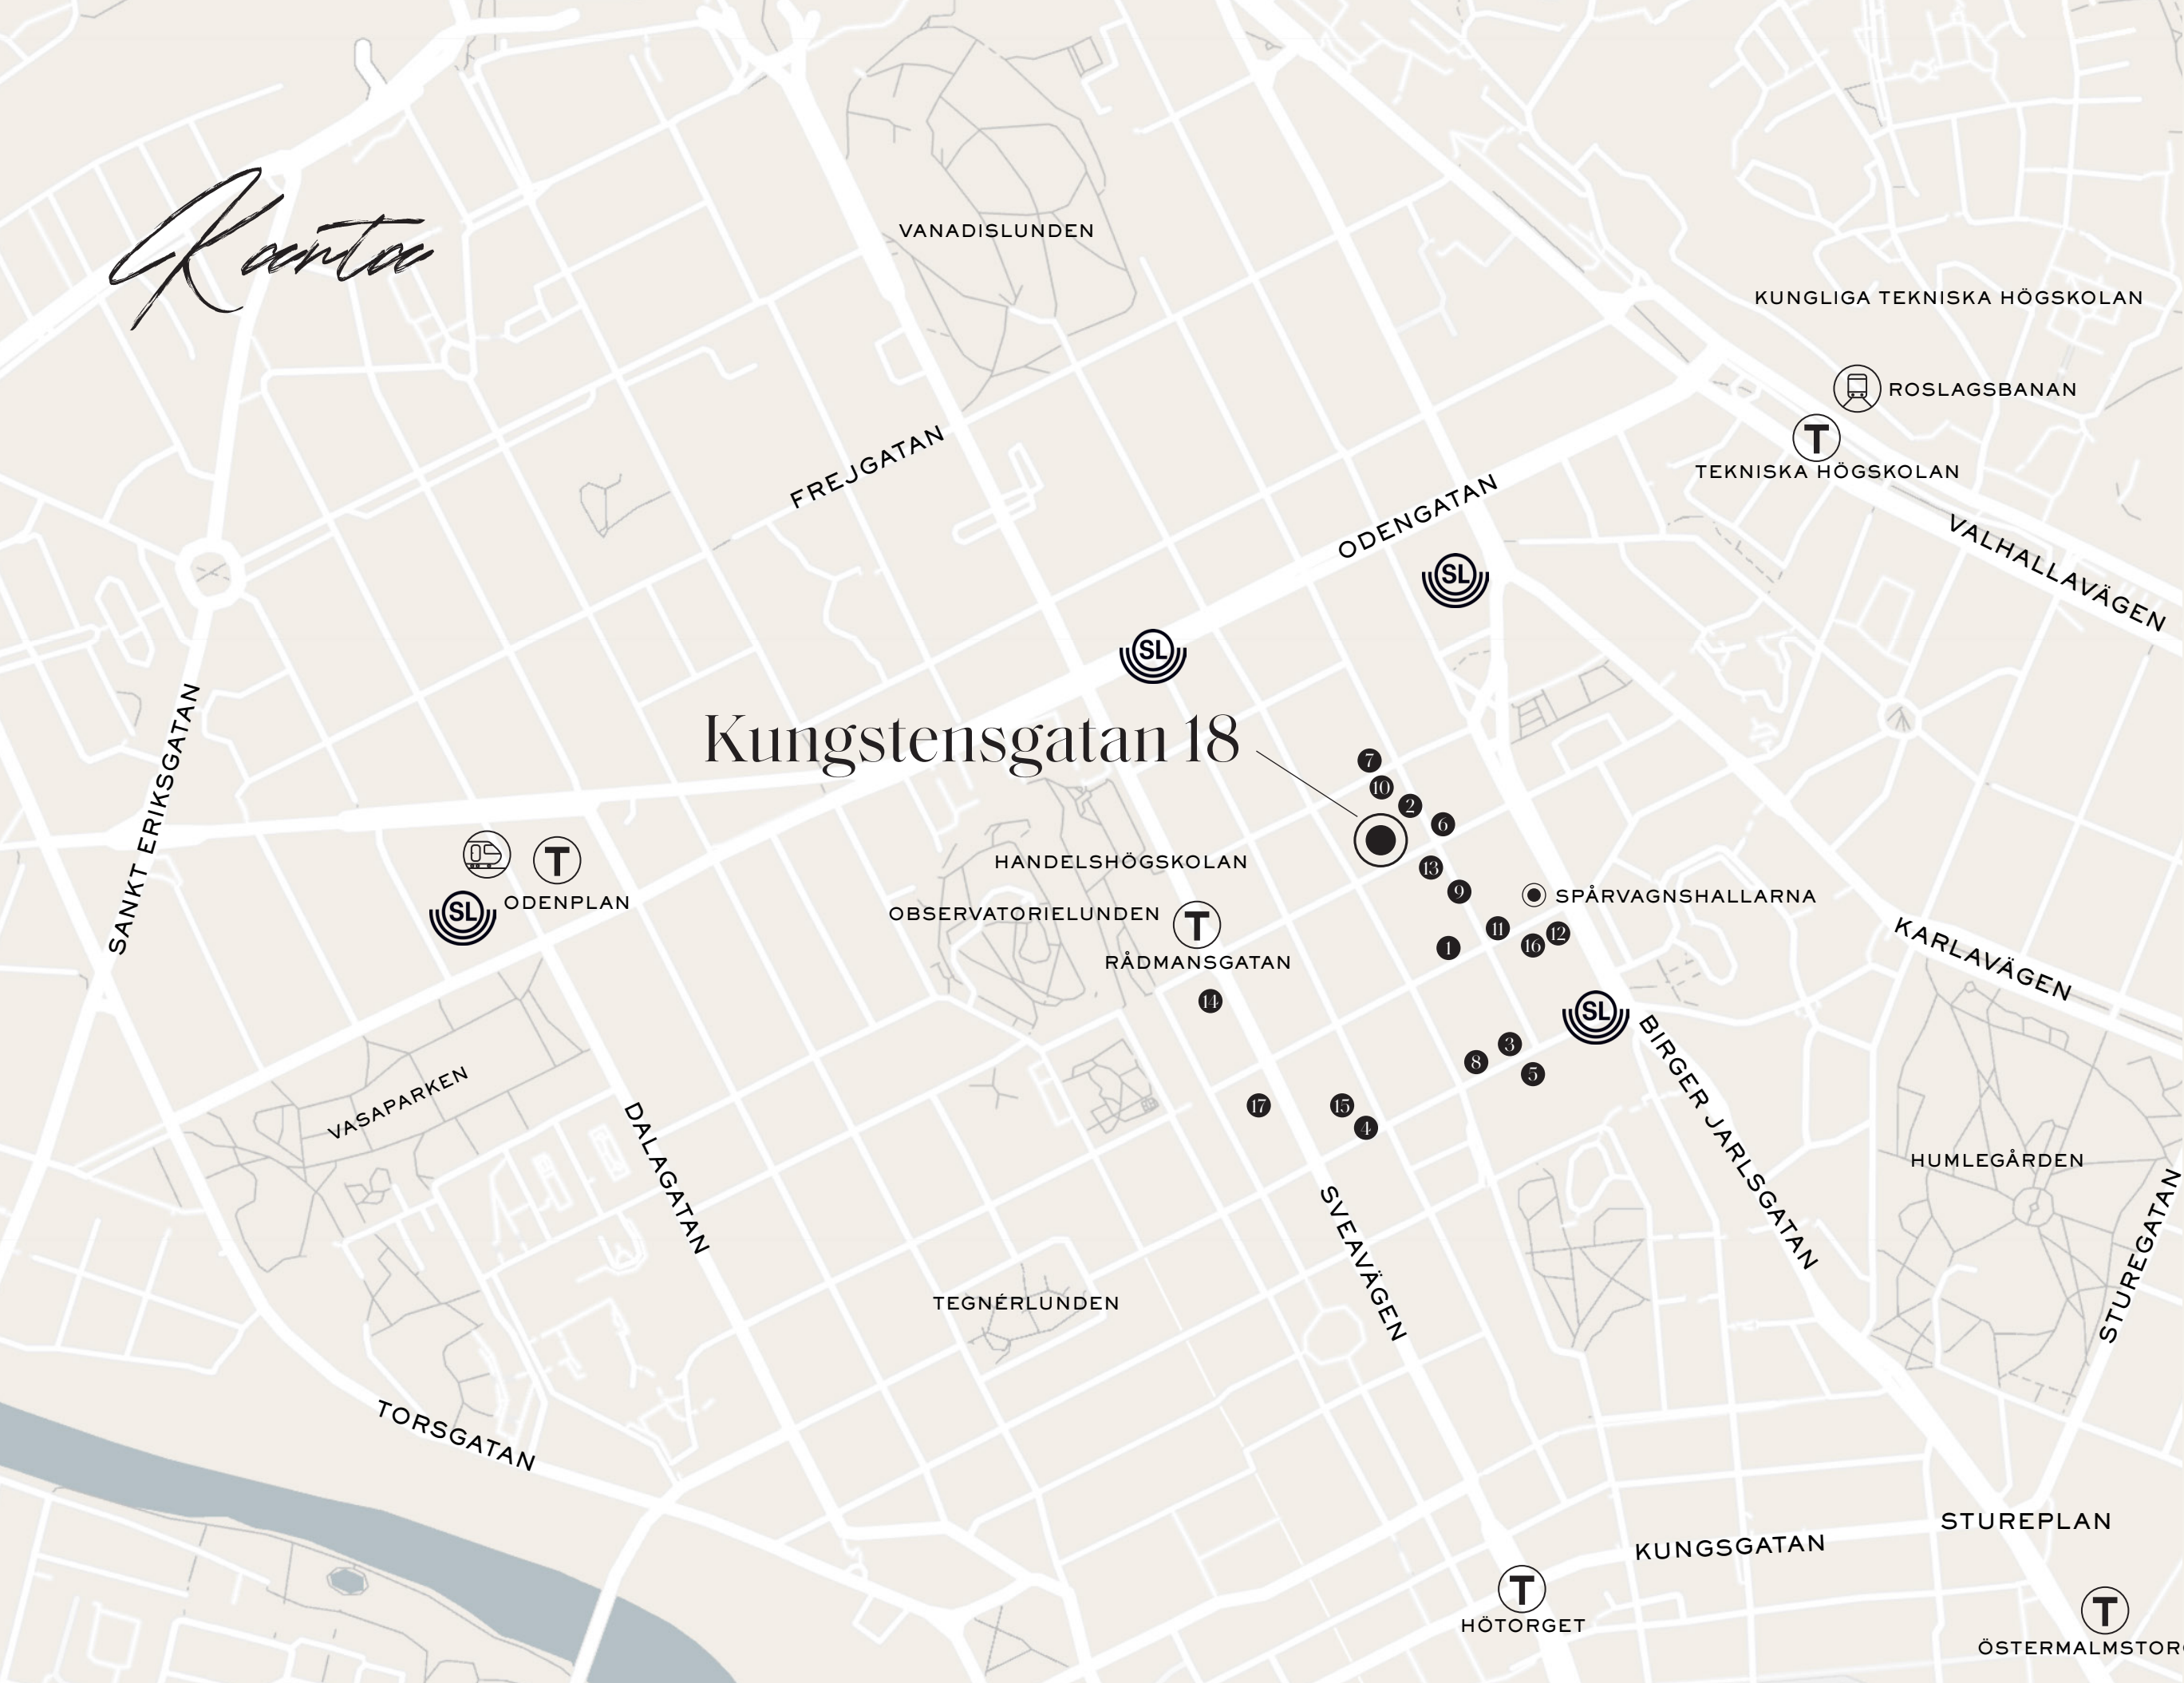 Kaarta
VANADISLUNDEN
KUNGLIGA TEKNISKA HÖGSKOLAN
ROSLAGSBANAN
T
TEKNISKA HÖGSKOLAN
FREJGATAN
ODENGATAN
VALHALLAVÄGEN
SL
SL
SANKT ERIKSGATAN
Kungstensgatan 18
7
10
2
6
13
9
HANDELSHÖGSKOLAN
T
ODENPLAN
SL
OBSERVATORIELUNDEN
T
RÅDMANSGATAN
SPÅRVAGNSHALLARNA
11
12
16
1
KARLAVÄGEN
14
SL
3
8
5
BIRGER JARLSGATAN
VASAPARKEN
DALAGATAN
17
15
4
HUMLEGÅRDEN
STUREGATAN
SVEAVÄGEN
TEGNÉRLUNDEN
TORSGATAN
STUREPLAN
KUNGSGATAN
T
HÖTORGET
T
ÖSTERMALMSTOR